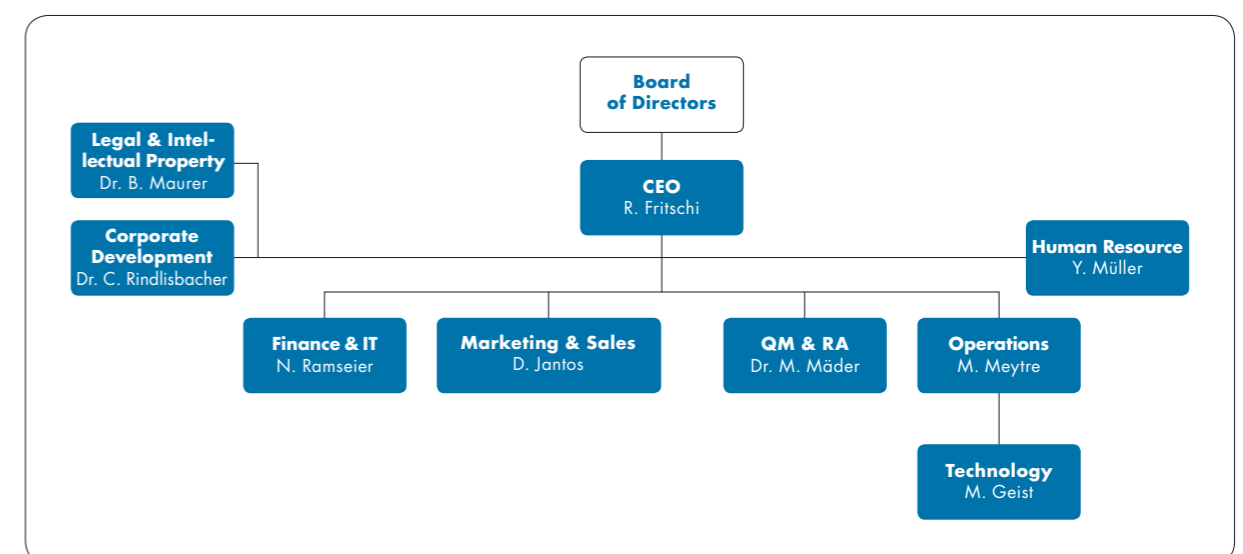 Board
of Directors
Legal & Intel-
lectual Property
Dr. B. Maurer
CEO
R. Fritschi
Corporate
Development
Dr. C. Rindlisbacher
Human Resource
Y. Müller
Finance & IT
N. Ramseier
Marketing & Sales
D. Jantos
QM & RA
Dr. M. Mäder
Operations
M. Meytre
Technology
M. Geist